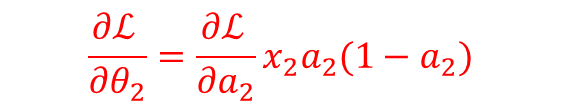 ∂ℒ/∂θ₂ = ∂ℒ/∂a₂ x₂a₂(1 − a₂)